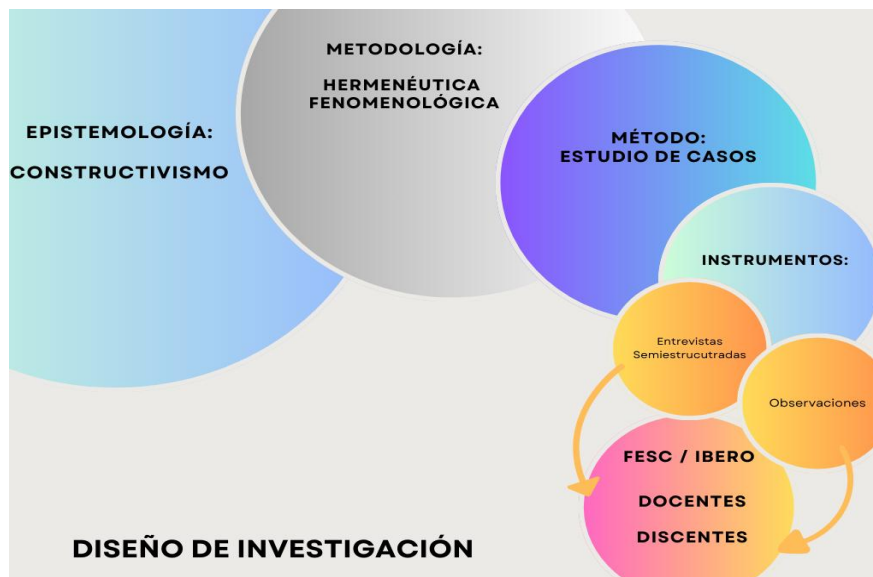 EPISTEMOLOGÍA:
CONSTRUCTIVISMO
METODOLOGÍA:
HERMENÉUTICA
FENOMENOLÓGICA
MÉTODO:
ESTUDIO DE CASOS
INSTRUMENTOS:
Entrevistas
Semiestrucutradas
Observaciones
FESC / IBERO
DOCENTES
DISCENTES
DISEÑO DE INVESTIGACIÓN